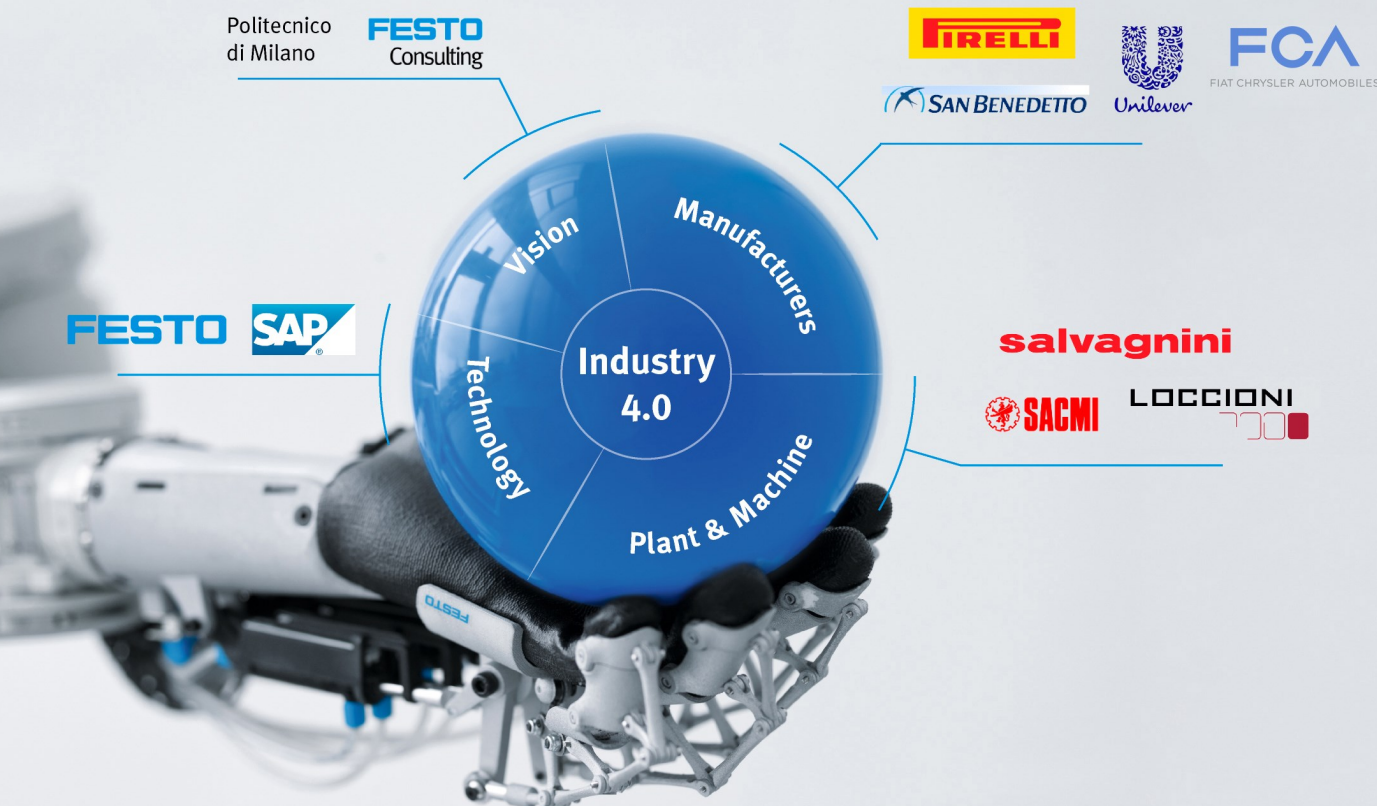 Politecnico
di Milano
FESTO
Consulting
PIRELLI
SAN BENEDETTO
Unilever
FCA
FIAT CHRYSLER AUTOMOBILES
Vision
Manufacturers
FESTO
SAP
®
Technology
Industry
4.0
Plant & Machine
salvagnini
SACMI
LOCCIONI
FESTO